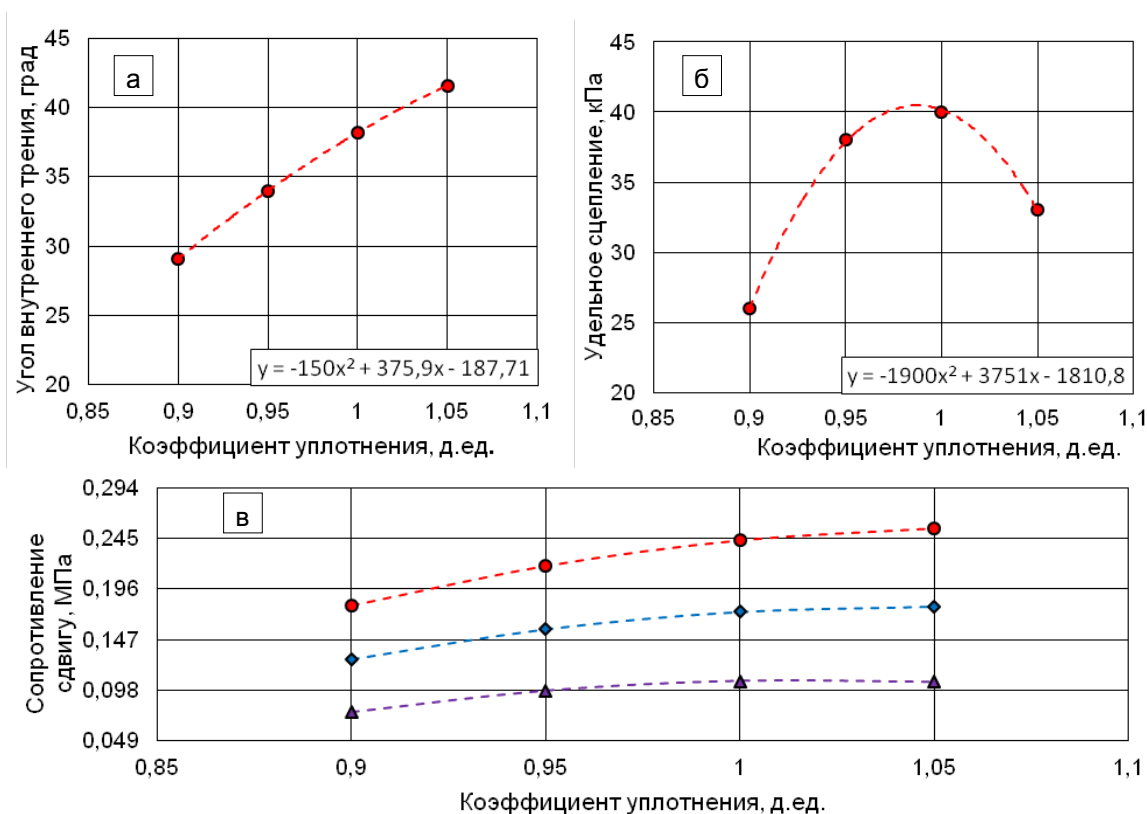 а
Угол внутреннего трения, град
45
40
35
30
25
20
0,85 0,9 0,95 1 1,05 1,1
y = -150x² + 375,9x - 187,71
Коэффициент уплотнения, д.ед.
б
Удельное сцепление, кПа
45
40
35
30
25
20
0,85 0,9 0,95 1 1,05 1,1
y = -1900x² + 3751x - 1810,8
Коэффициент уплотнения, д.ед.
в
Сопротивление
сдвигу, МПа
0,294
0,245
0,196
0,147
0,098
0,049
0,85 0,9 0,95 1 1,05 1,1
Коэффициент уплотнения, д.ед.